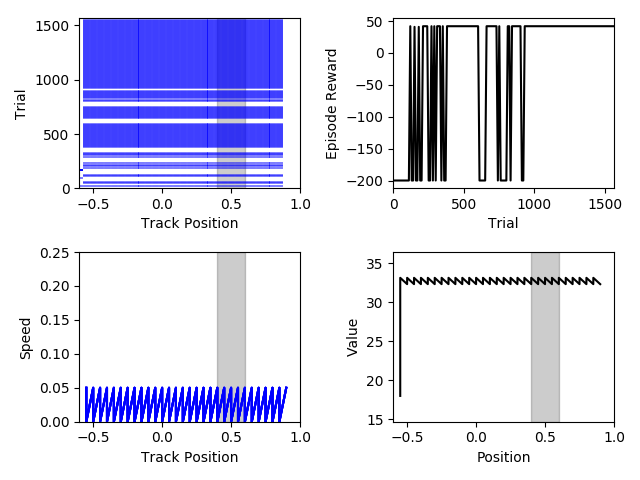 1500
1000
500
0
Trial
−0.5 0.0 0.5 1.0
Track Position
50
0
−50
−100
−150
−200
Episode Reward
0 500 1000 1500
Trial
0.25
0.20
0.15
0.10
0.05
0.00
Speed
−0.5 0.0 0.5 1.0
Track Position
35
30
25
20
15
Value
−0.5 0.0 0.5 1.0
Position